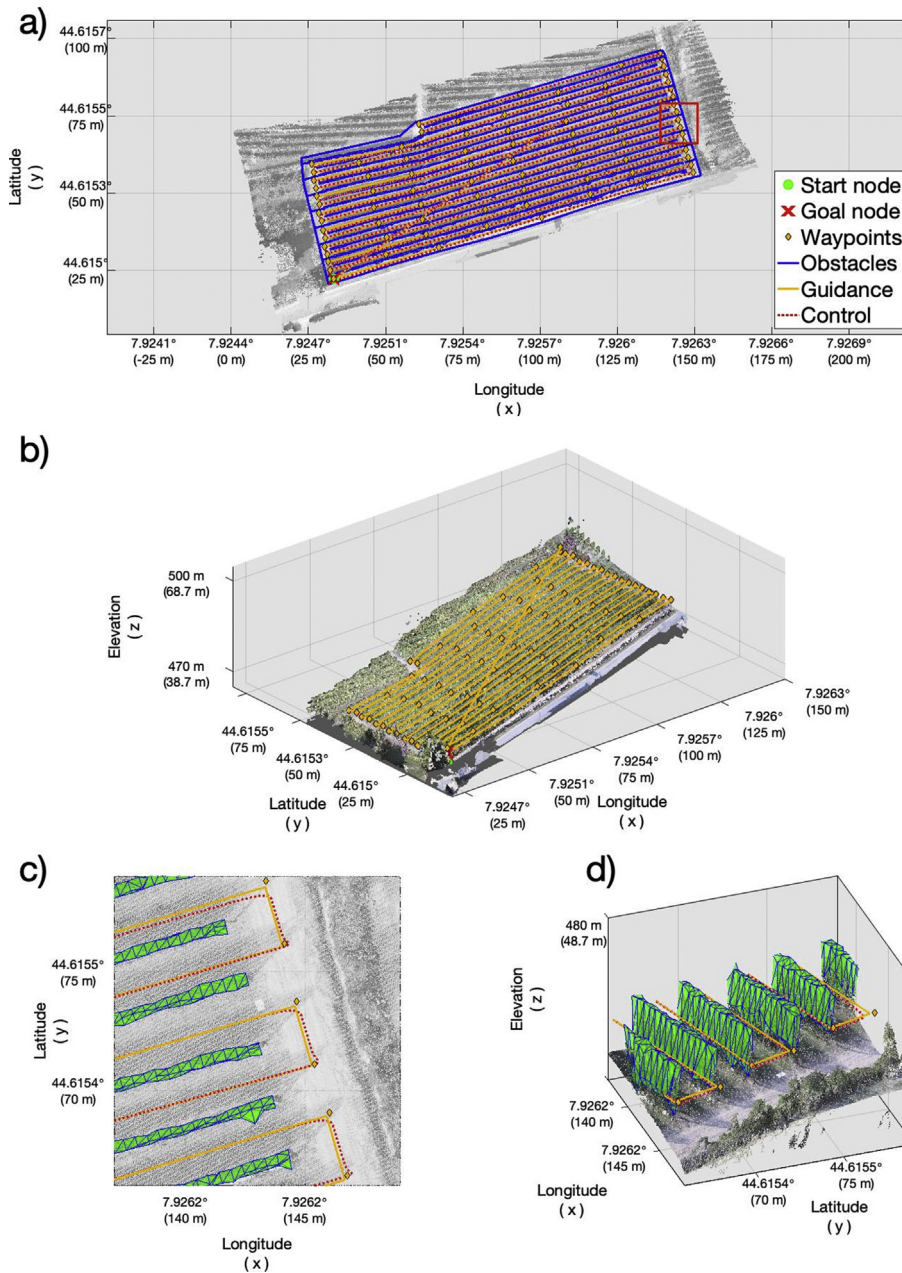 a)
44.6157°
(100 m)
44.6155°
(75 m)
44.6153°
(50 m)
44.615°
(25 m)
Latitude
( y )
Start node
Goal node
Waypoints
Obstacles
Guidance
Control
7.9241° 7.9244° 7.9247° 7.9251° 7.9254° 7.9257° 7.926° 7.9263° 7.9266° 7.9269°
(-25 m) (0 m) (25 m) (50 m) (75 m) (100 m) (125 m) (150 m) (175 m) (200 m)
Longitude
( x )
b)
500 m
(68.7 m)
470 m
(38.7 m)
Elevation
( z )
44.6155°
(75 m)
44.6153°
(50 m)
44.615°
(25 m)
Latitude
( y )
7.9247°
(25 m)
7.9251°
(50 m)
7.9254°
(75 m)
7.9257°
(100 m)
7.926°
(125 m)
7.9263°
(150 m)
Longitude
( x )
c)
44.6155°
(75 m)
44.6154°
(70 m)
Latitude
( y )
7.9262° 7.9262°
(140 m) (145 m)
Longitude
( x )
d)
480 m
(48.7 m)
Elevation
( z )
7.9262°
(140 m)
7.9262°
(145 m)
Longitude
( x )
44.6154°
(70 m)
44.6155°
(75 m)
Latitude
( y )